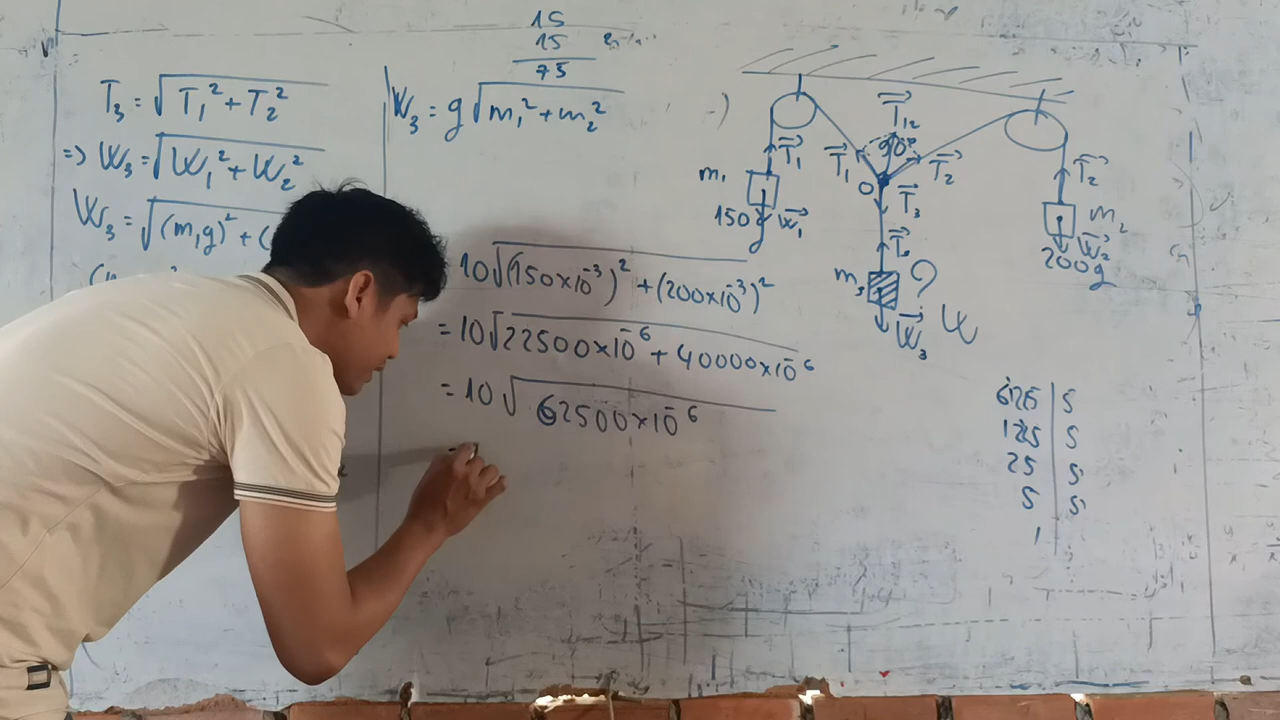 T₃ = √(T₁² + T₂²)
=> W₃ = √(W₁² + W₂²)
W₃ = √((m₁g)² + (
W₃ = g√(m₁² + m₂²)
15
15
75
10√((150×10⁻³)² + (200×10⁻³)²)
= 10√(22500×10⁻⁶ + 40000×10⁻⁶)
= 10√(62500×10⁻⁶)
T₁₂
90°
T₁
T₁
T₂
T₂
m₁
O
T₃
150g
W₁
m₂
W₂
200g
T₃
m₃
?
W₃
W
625 | 5
125 | 5
25 | 5
5 | 5
1